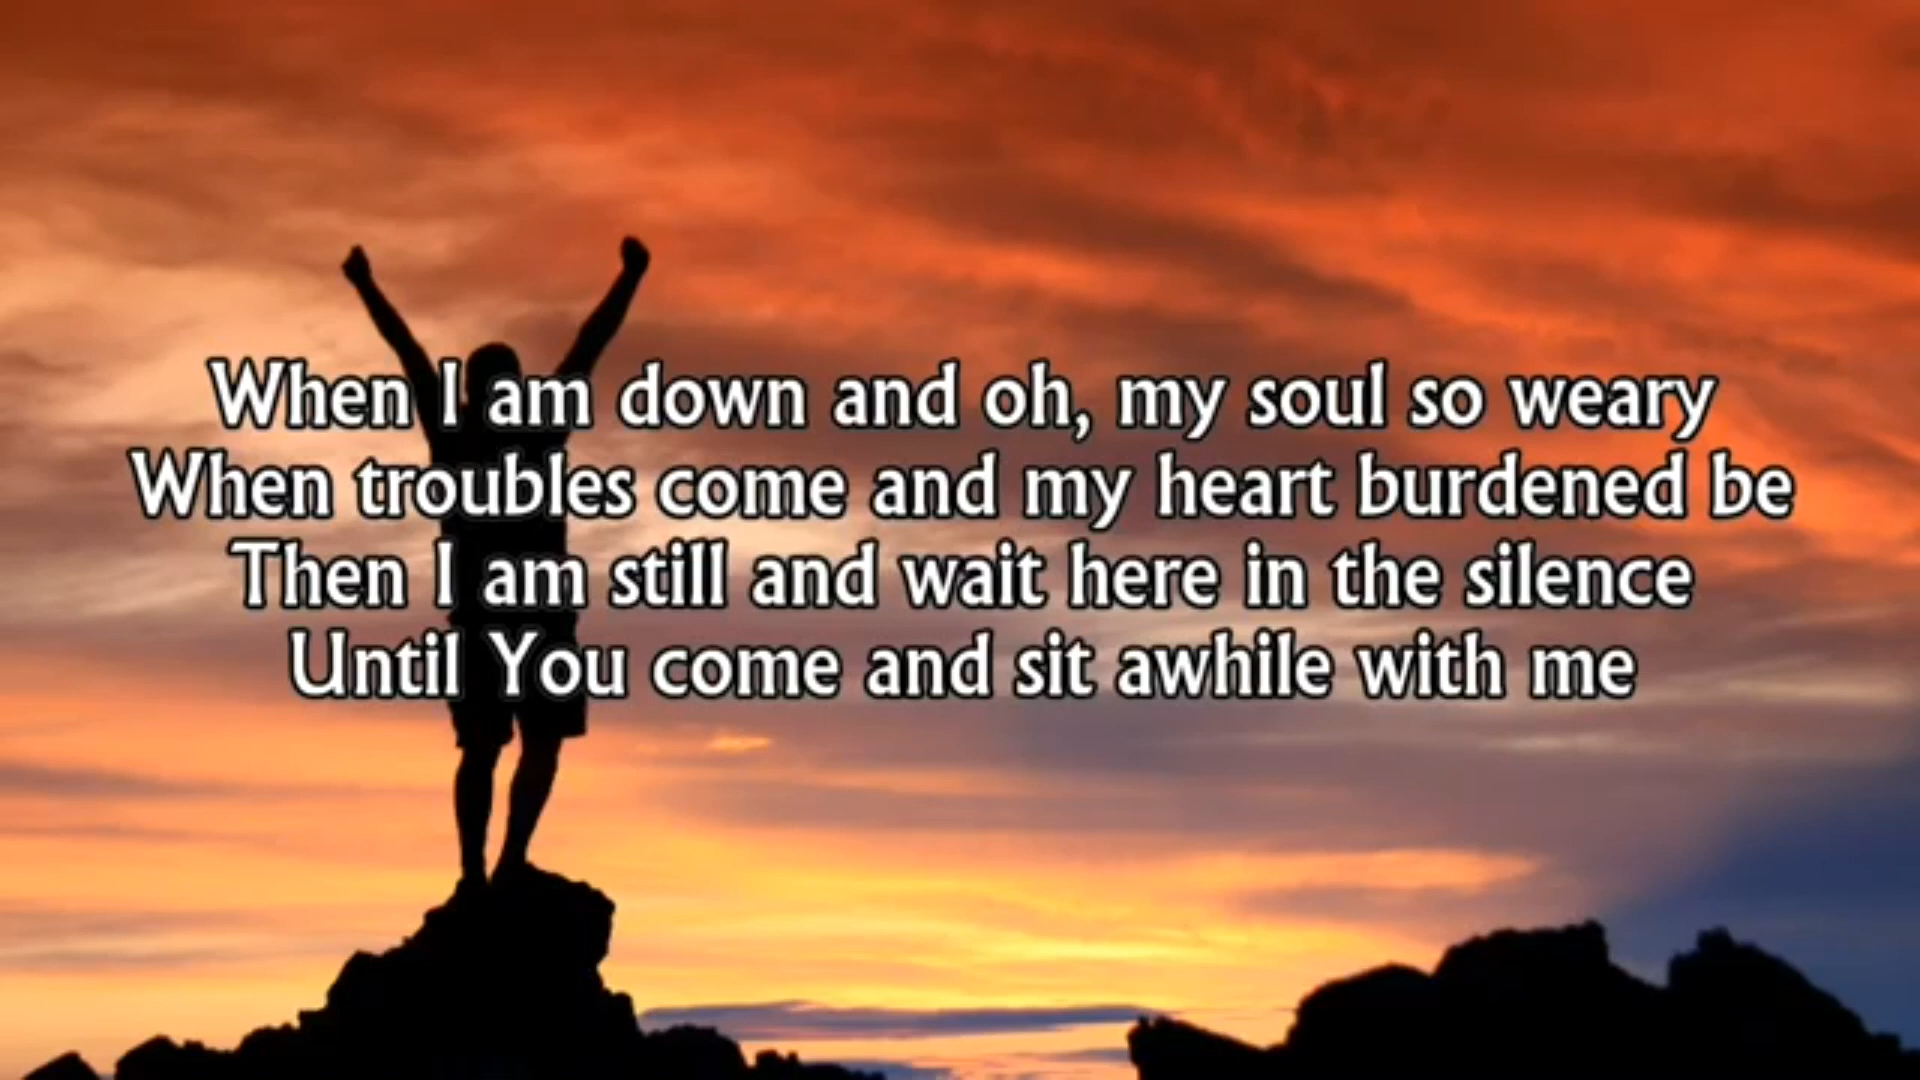 When I am down and oh, my soul so weary
When troubles come and my heart burdened be
Then I am still and wait here in the silence
Until You come and sit awhile with me